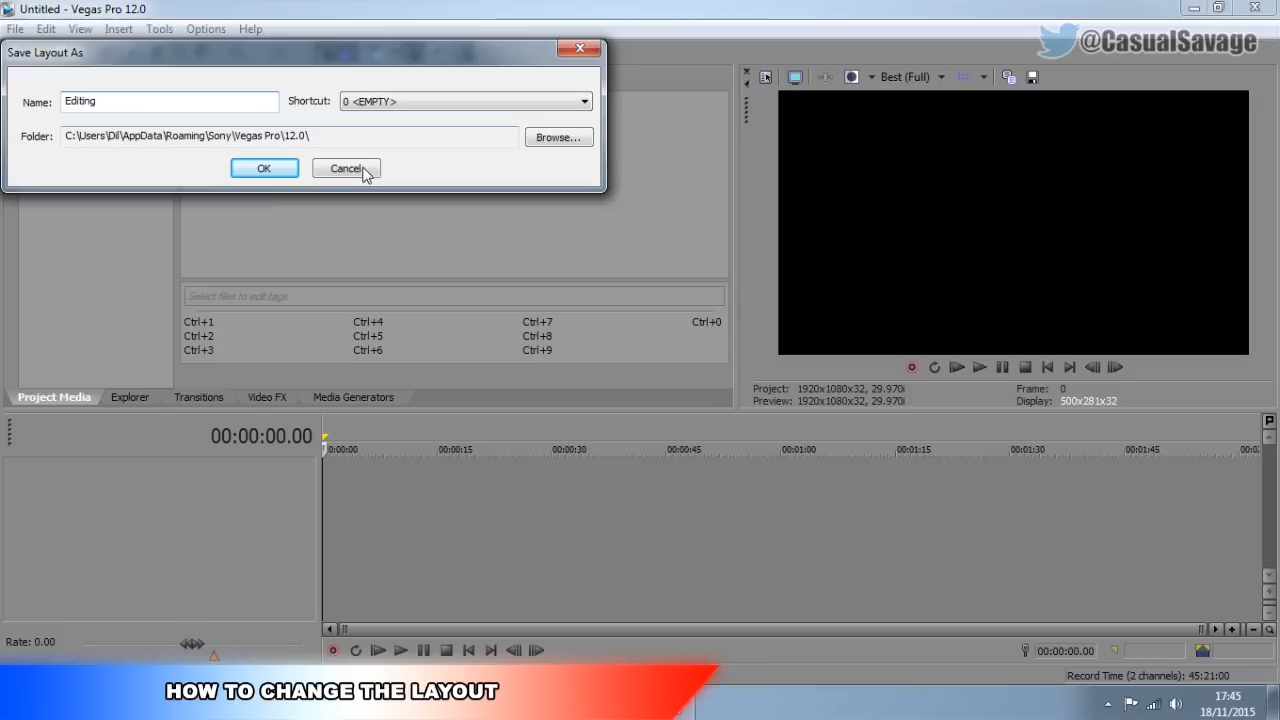 Untitled - Vegas Pro 12.0
File Edit View Insert Tools Options Help
@CasualSavage
Save Layout As
Name: Editing Shortcut: 0 <EMPTY>
Folder: C:\Users\Dil\AppData\Roaming\Sony\Vegas Pro\12.0\ Browse...
OK Cancel
Best (Full)
Select files to edit tags
Ctrl+1 Ctrl+4 Ctrl+7 Ctrl+0
Ctrl+2 Ctrl+5 Ctrl+8
Ctrl+3 Ctrl+6 Ctrl+9
Project: 1920x1080x32, 29.970i Frame: 0
Preview: 1920x1080x32, 29.970i Display: 500x281x32
Project Media Explorer Transitions Video FX Media Generators
00:00:00.00
0:00:00 00:00:15 00:00:30 00:00:45 00:01:00 00:01:15 00:01:30 00:01:45
Rate: 0.00
00:00:00.00
Record Time (2 channels): 45:21:00
HOW TO CHANGE THE LAYOUT
17:45
18/11/2015